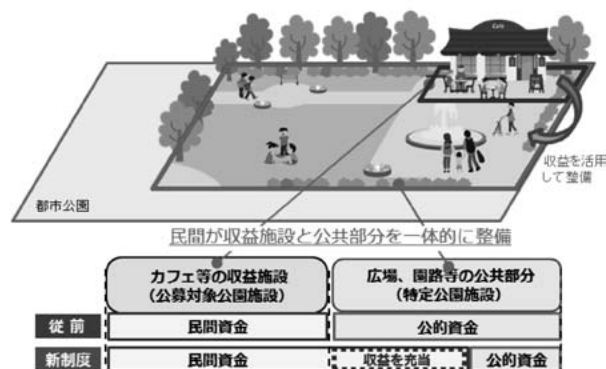 Cafe
収益を活用
して整備
都市公園
民間が収益施設と公共部分を一体的に整備
カフェ等の収益施設
(公募対象公園施設)
広場、園路等の公共部分
(特定公園施設)
従前
民間資金
公的資金
新制度
民間資金
収益を充当
公的資金